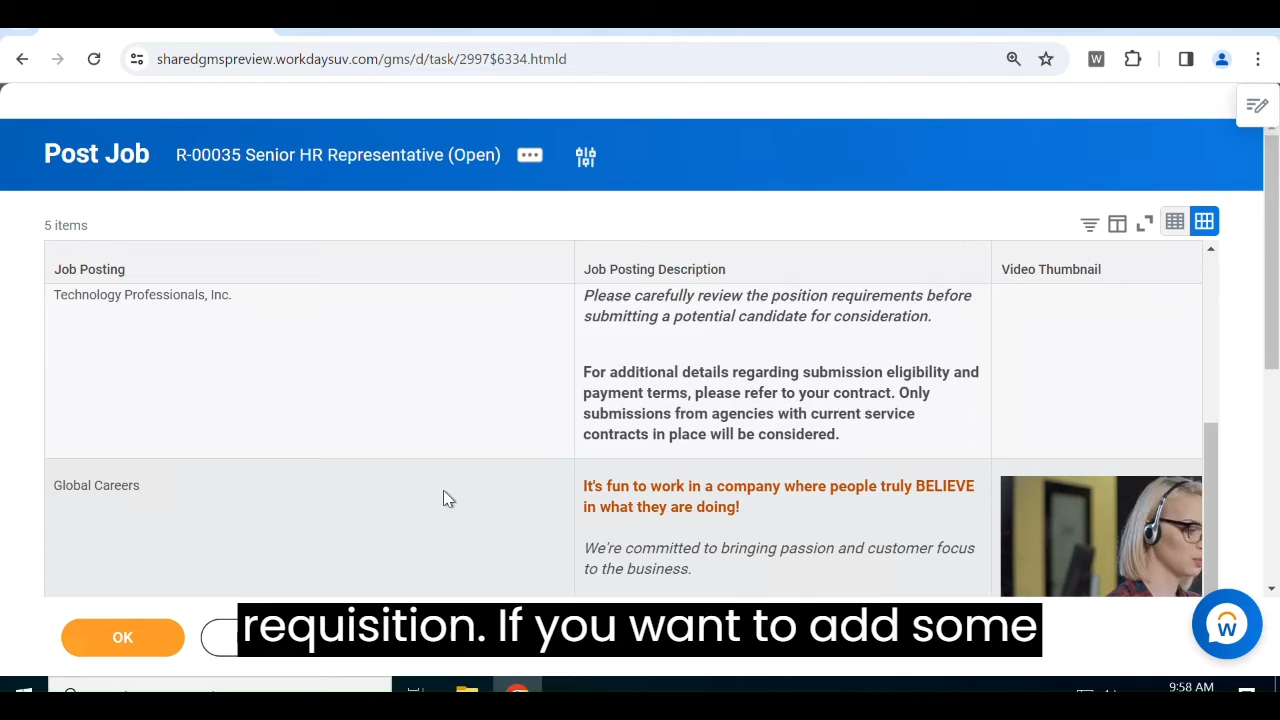 sharedgmspreview.workdaysuv.com/gms/d/task/2997$6334.htmld
W
Post Job
R-00035 Senior HR Representative (Open)
5 items
Job Posting
Job Posting Description
Video Thumbnail
Technology Professionals, Inc.
Please carefully review the position requirements before
submitting a potential candidate for consideration.
For additional details regarding submission eligibility and
payment terms, please refer to your contract. Only
submissions from agencies with current service
contracts in place will be considered.
Global Careers
It's fun to work in a company where people truly BELIEVE
in what they are doing!
We're committed to bringing passion and customer focus
to the business.
OK
requisition. If you want to add some
W
9:58 AM